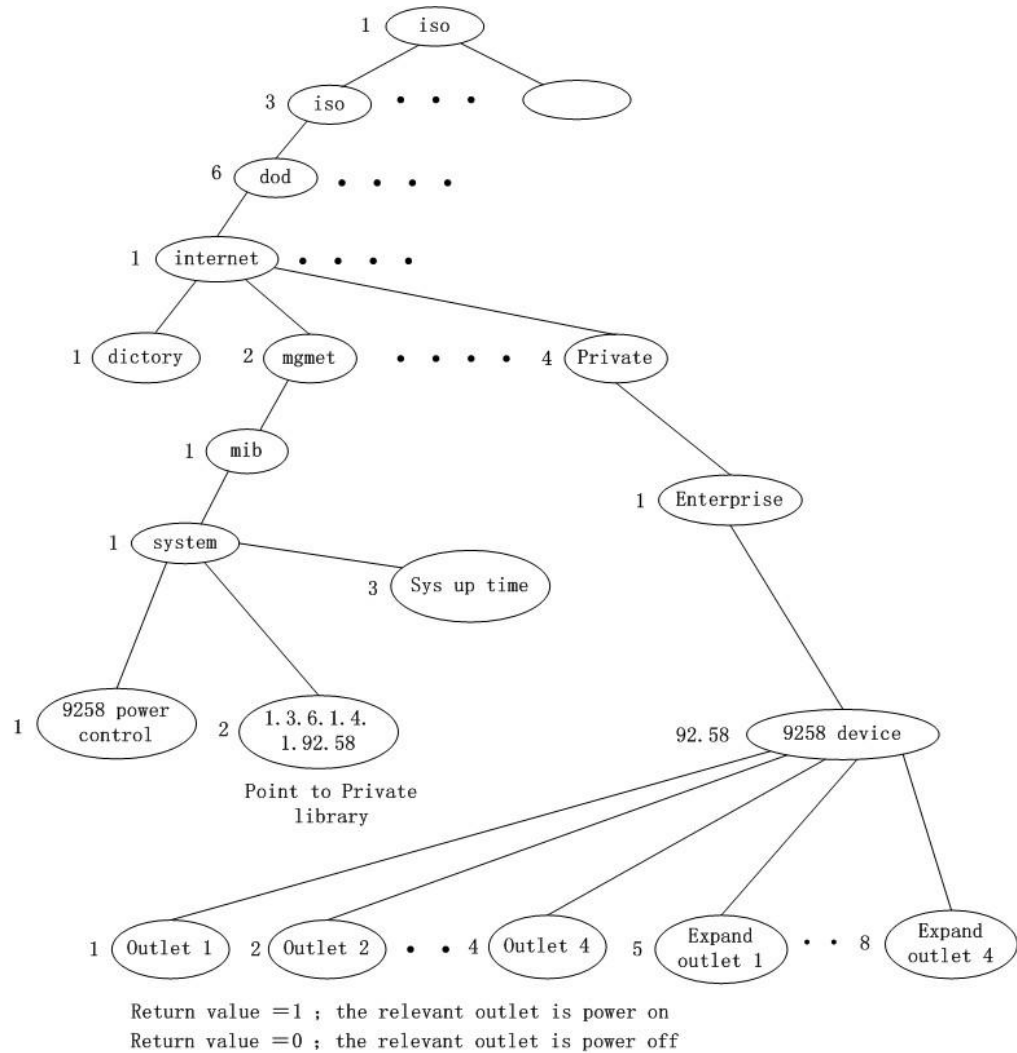 1 iso
3 iso
6 dod
1 internet
1 dictory
2 mgmet
4 Private
1 mib
1 Enterprise
1 system
3 Sys up time
1 9258 power
control
2 1.3.6.1.4.
1.92.58
Point to Private
library
92.58 9258 device
1 Outlet 1
2 Outlet 2
4 Outlet 4
5 Expand
outlet 1
8 Expand
outlet 4
Return value =1 ; the relevant outlet is power on
Return value =0 ; the relevant outlet is power off